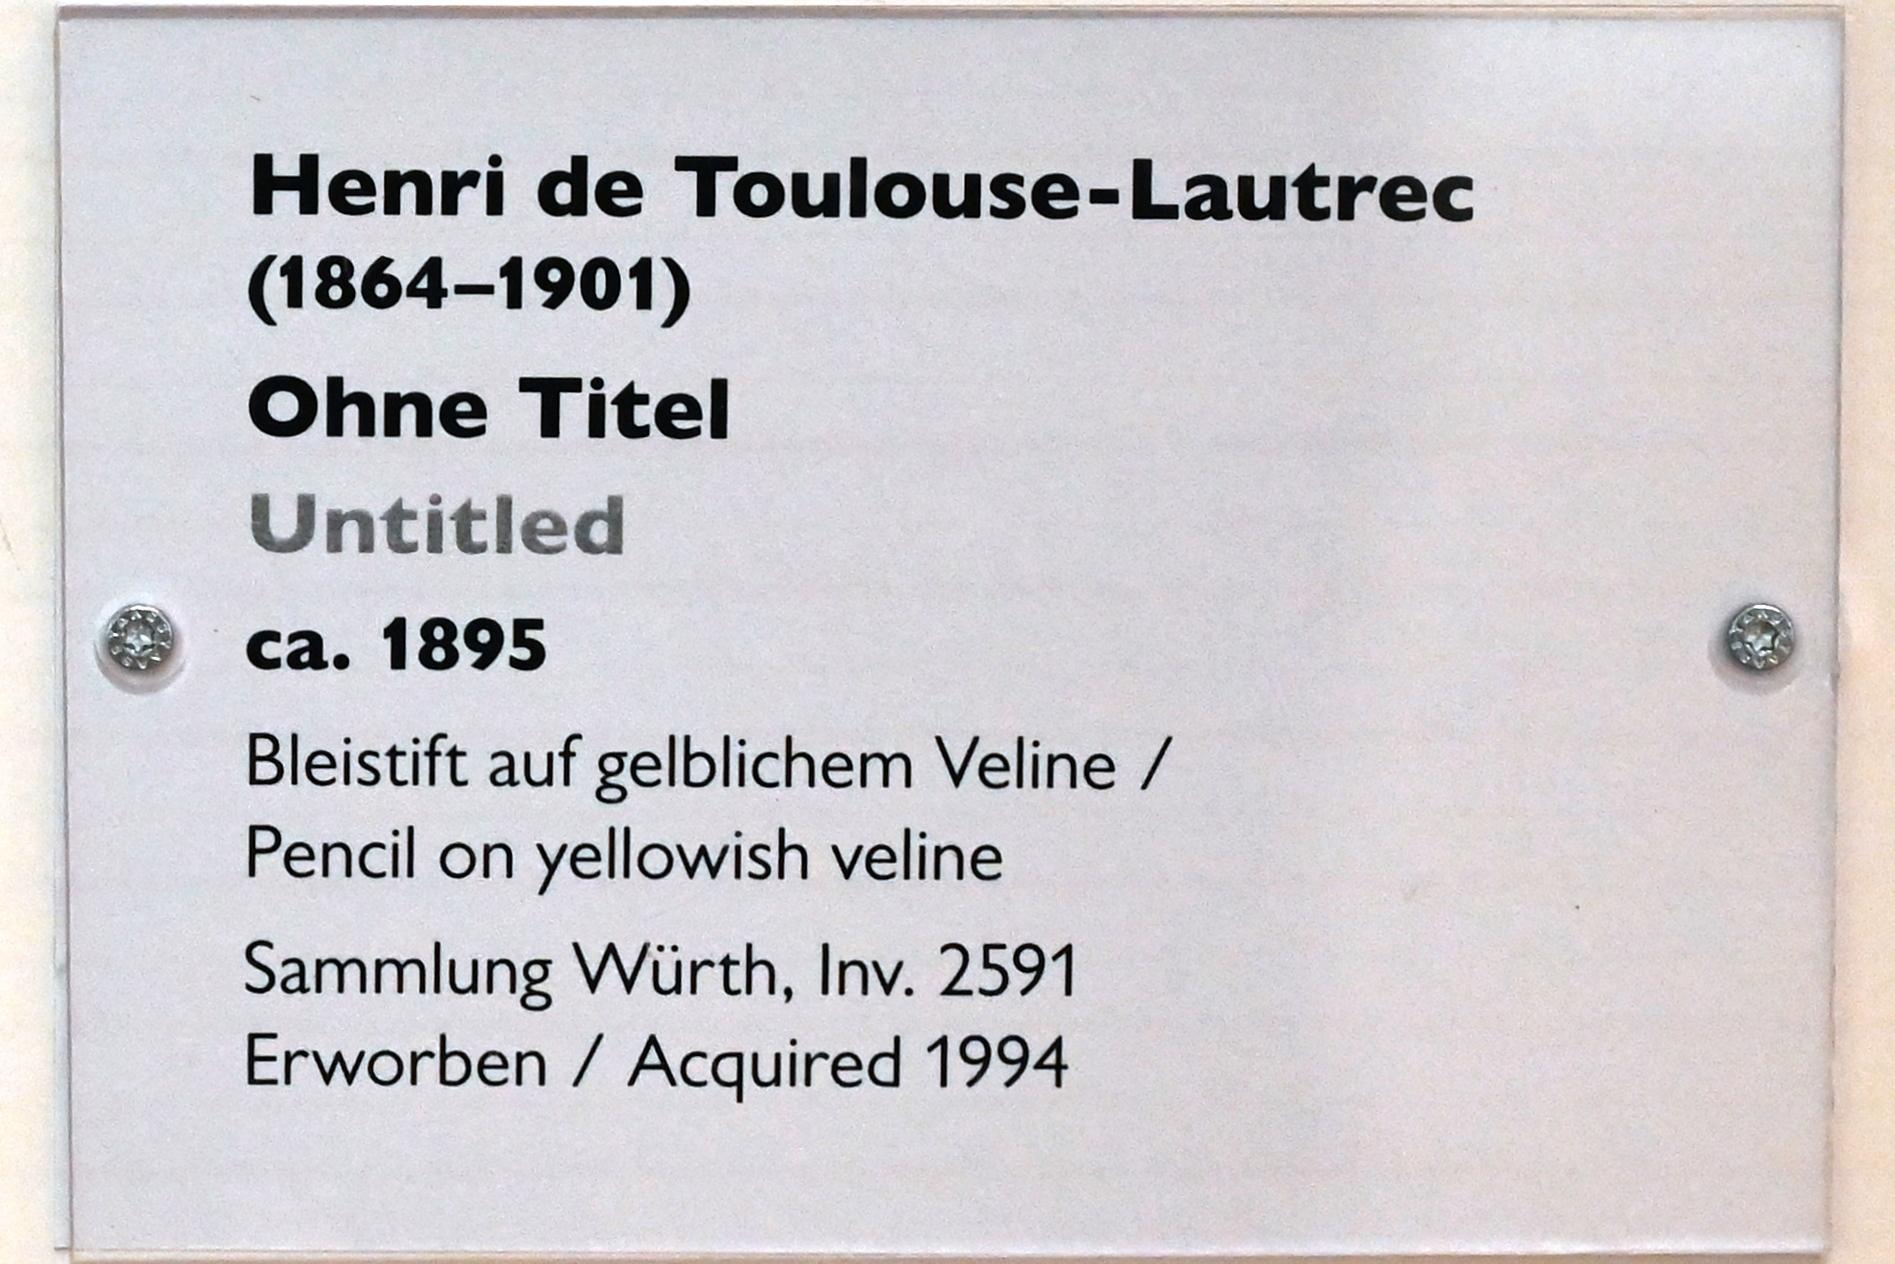 Henri de Toulouse-Lautrec
(1864–1901)
Ohne Titel
Untitled
ca. 1895
Bleistift auf gelblichem Veline /
Pencil on yellowish veline
Sammlung Würth, Inv. 2591
Erworben / Acquired 1994